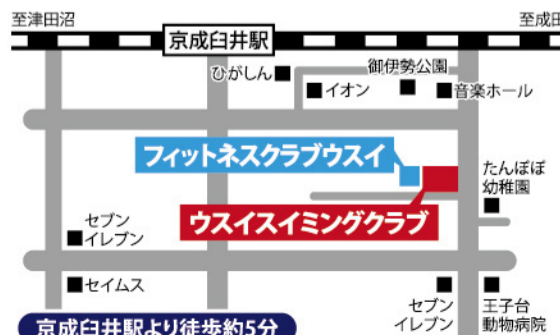 至津田沼
至成田
京成臼井駅
ひがしん
御伊勢公園
イオン
音楽ホール
フィットネスクラブウスイ
たんぽぽ
幼稚園
ウスイスイミングクラブ
セブン
イレブン
セイムス
セブン
イレブン
王子台
動物病院
京成臼井駅より徒歩約5分